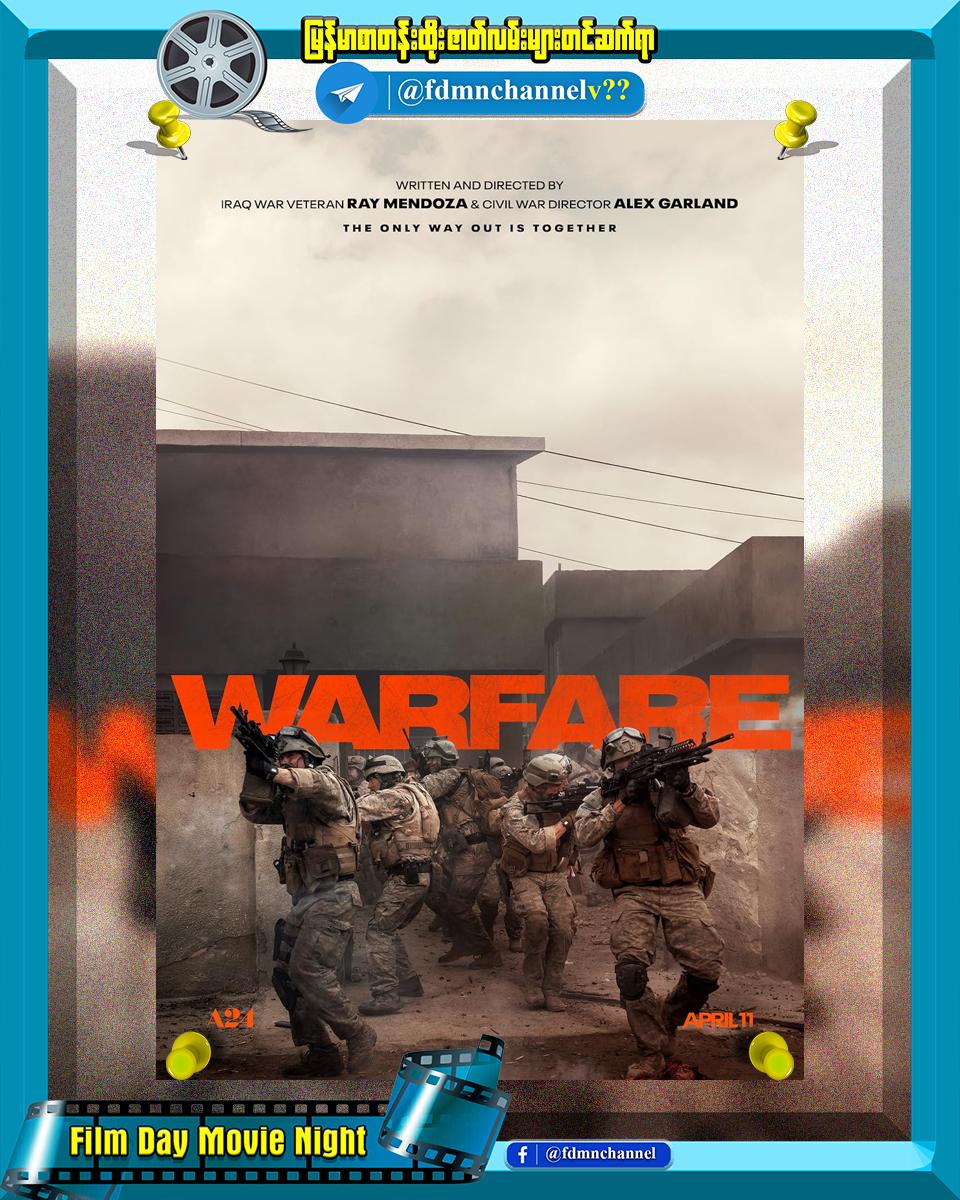 မြန်မာစာတန်းထိုးဇာတ်လမ်းများတင်ဆက်ရာ
@fdmnchannelv??
WRITTEN AND DIRECTED BY
IRAQ WAR VETERAN RAY MENDOZA & CIVIL WAR DIRECTOR ALEX GARLAND
THE ONLY WAY OUT IS TOGETHER
WARFARE
A24
APRIL 11
Film Day Movie Night
@fdmnchannel